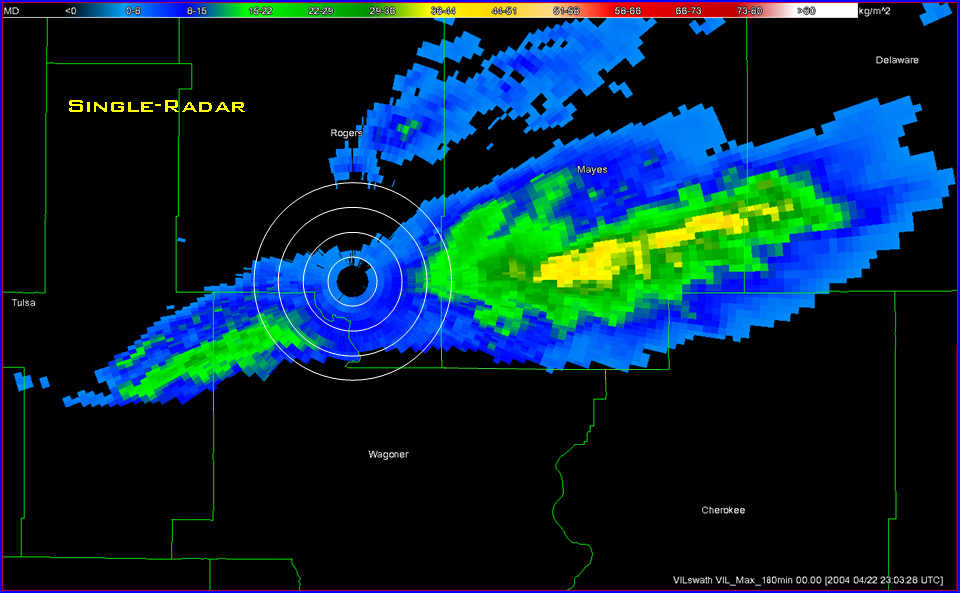 MD <0 0-8 8-15 15-22 22-29 29-36 36-44 44-51 51-58 58-66 66-73 73-80 >80 kg/m^2
Delaware
Single-Radar
Rogers
Mayes
Tulsa
Wagoner
Cherokee
VILswath VIL_Max_180min 00.00 [2004 04/22 23:03:28 UTC]